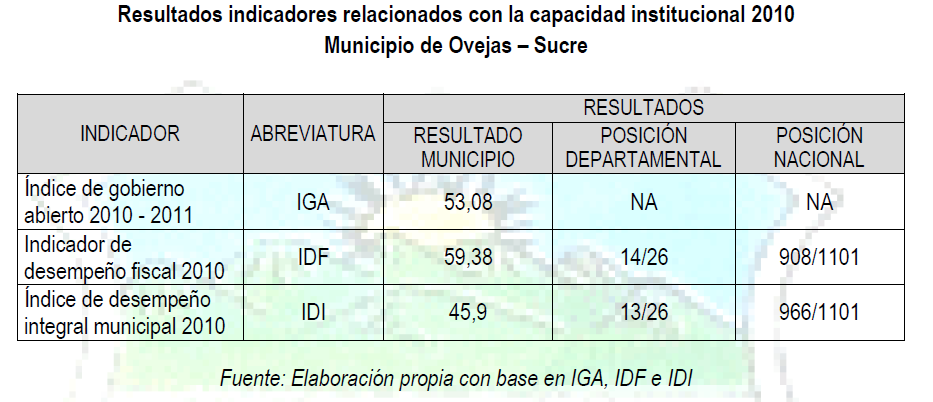 Resultados indicadores relacionados con la capacidad institucional 2010
Municipio de Ovejas – Sucre
INDICADOR
ABREVIATURA
RESULTADOS
RESULTADO MUNICIPIO
POSICIÓN DEPARTAMENTAL
POSICIÓN NACIONAL
Índice de gobierno
abierto 2010 - 2011
IGA
53,08
NA
NA
Indicador de
desempeño fiscal 2010
IDF
59,38
14/26
908/1101
Índice de desempeño
integral municipal 2010
IDI
45,9
13/26
966/1101
Fuente: Elaboración propia con base en IGA, IDF e IDI